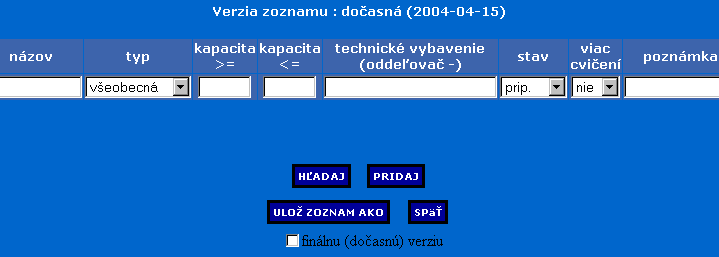 Verzia zoznamu : dočasná (2004-04-15)
názov typ kapacita >= kapacita <= technické vybavenie (oddeľovač -) stav viac cvičení poznámka
všeobecná prip. nie
HĽADAJ PRIDAJ
ULOŽ ZOZNAM AKO SPäŤ
finálnu (dočasnú) verziu